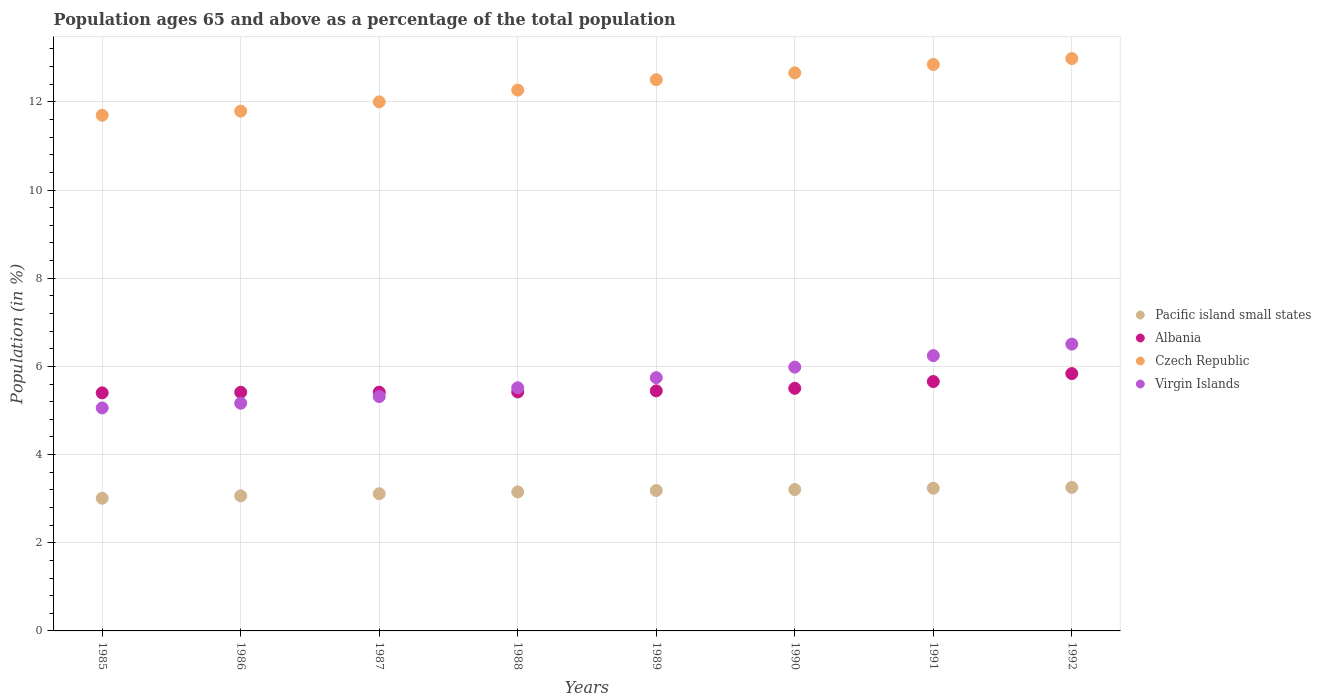 Population ages 65 and above as a percentage of the total population
Population (in %)
12
10
8
6
4
2
0
1985
1986
1987
1988
1989
1990
1991
1992
Years
Pacific island small states
Albania
Czech Republic
Virgin Islands